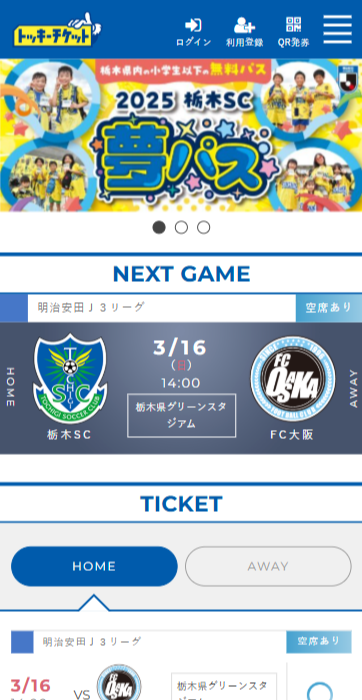 トッキーチケット
ログイン
利用登録
QR発券
栃木県内の小学生以下の無料パス
2025 栃木SC
夢パス
NEXT GAME
明治安田J3リーグ
空席あり
HOME
3/16
(日)
14:00
栃木県グリーンスタ
ジアム
AWAY
TOCHIGI SOCCER CLUB
FC
OSAKA
栃木SC
FC大阪
TICKET
HOME
AWAY
明治安田J3リーグ
空席あり
3/16
VS
栃木県グリーンスタ